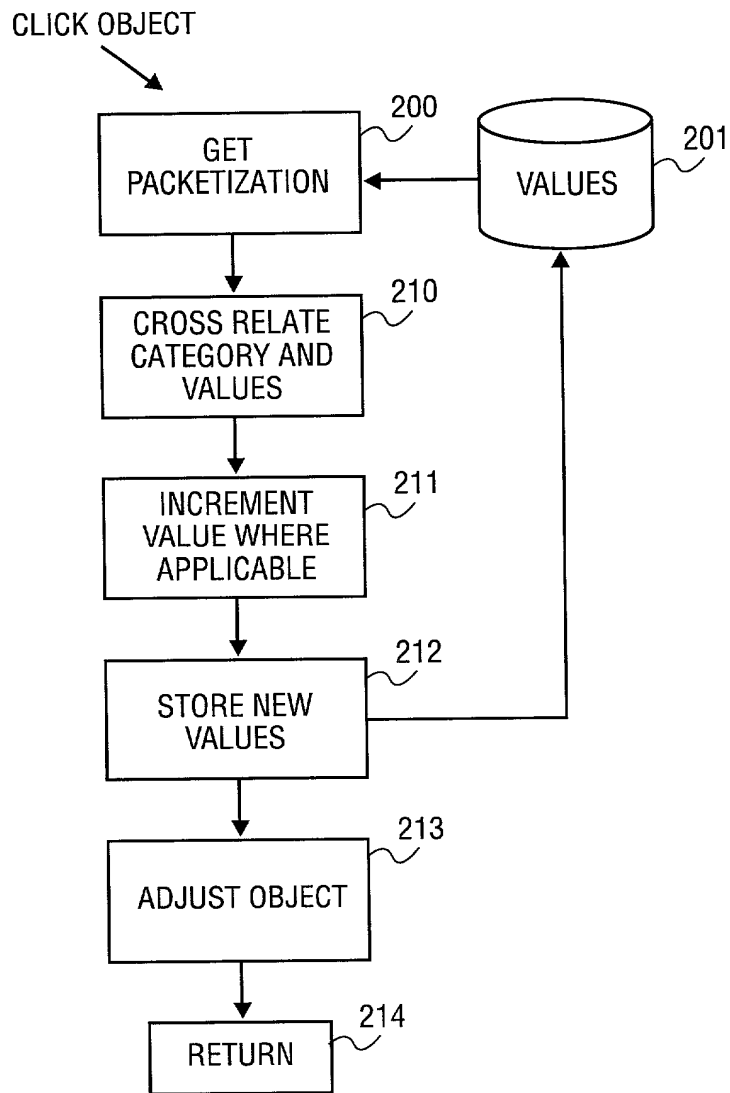 CLICK OBJECT
200
GET
PACKETIZATION
VALUES
201
210
CROSS RELATE
CATEGORY AND
VALUES
211
INCREMENT
VALUE WHERE
APPLICABLE
212
STORE NEW
VALUES
213
ADJUST OBJECT
214
RETURN